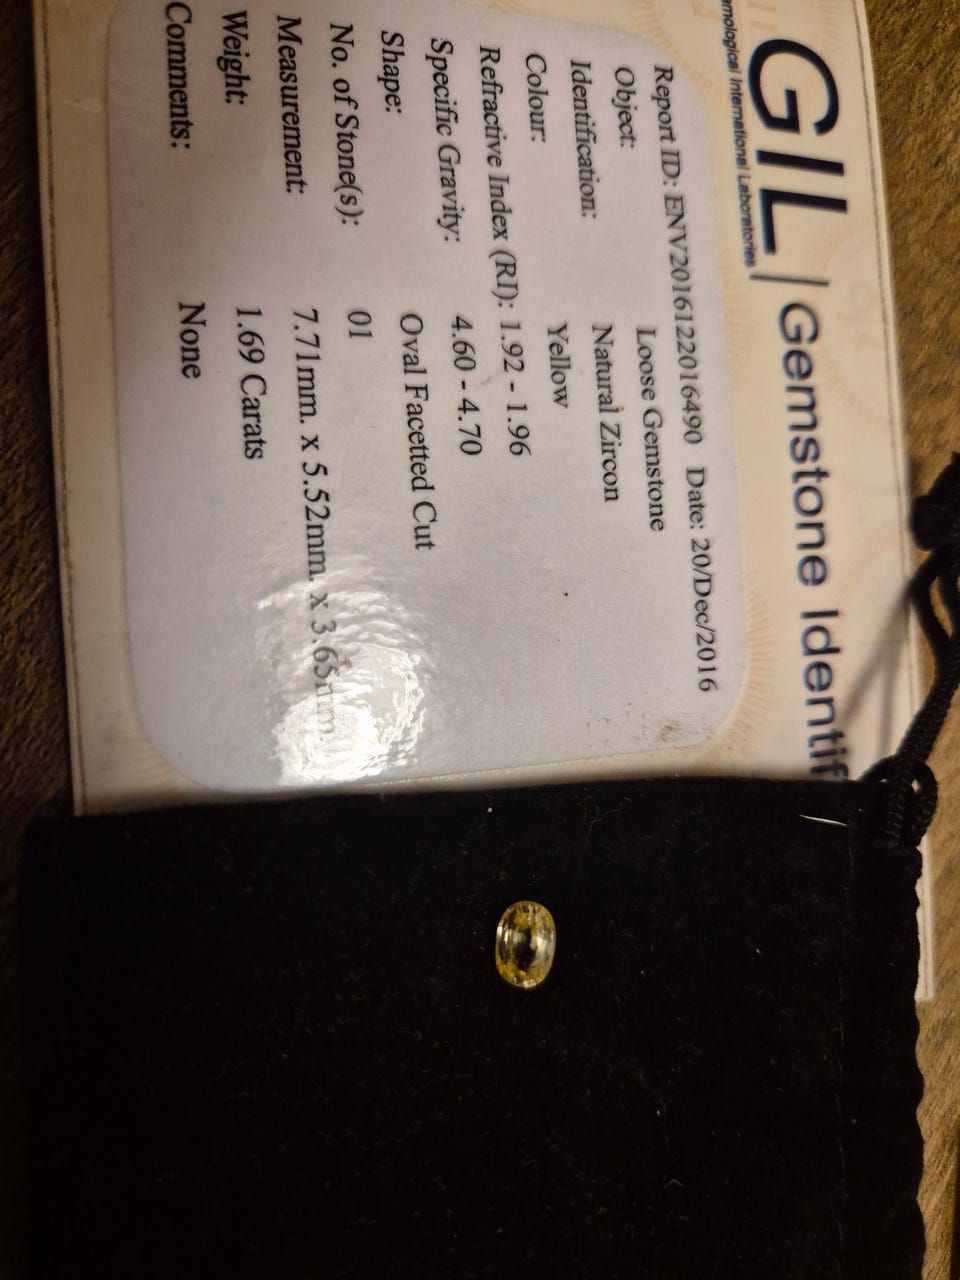 GIL | Gemstone Identif
emological International Laboratories
Report ID: ENV2016122016490 Date: 20/Dec/2016
Object: Loose Gemstone
Identification: Natural Zircon
Colour: Yellow
Refractive Index (RI): 1.92 - 1.96
Specific Gravity: 4.60 - 4.70
Shape: Oval Facetted Cut
No. of Stone(s): 01
Measurement: 7.71mm. x 5.52mm. x 3.65mm
Weight: 1.69 Carats
Comments: None